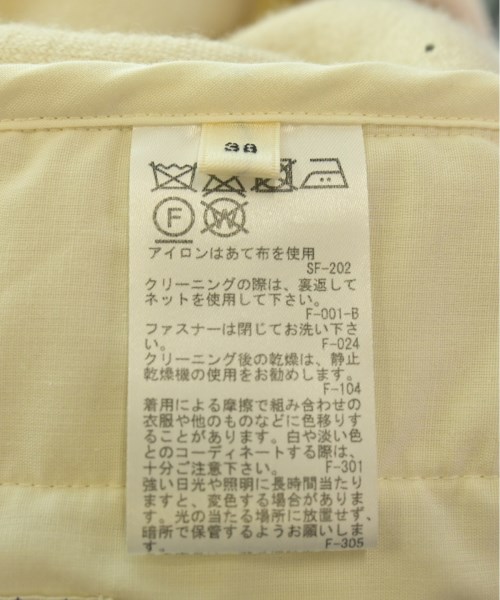 38
F
W
アイロンはあて布を使用
SF-202
クリーニングの際は、裏返して
ネットを使用して下さい。
F-001-B
ファスナーは閉じてお洗い下さ
い。 F-024
クリーニング後の乾燥は、静止
乾燥機の使用をお勧めします。
F-104
着用による摩擦で組み合わせの
衣服や他のものなどに色移りす
ることがあります。白や淡い色
とのコーディネートする際は、
十分ご注意下さい。 F-301
強い日光や照明に長時間当たり
ますと、変色する場合がありま
す。光の当たる場所に放置せず、
暗所で保管するようお願いしま
す。 F-305